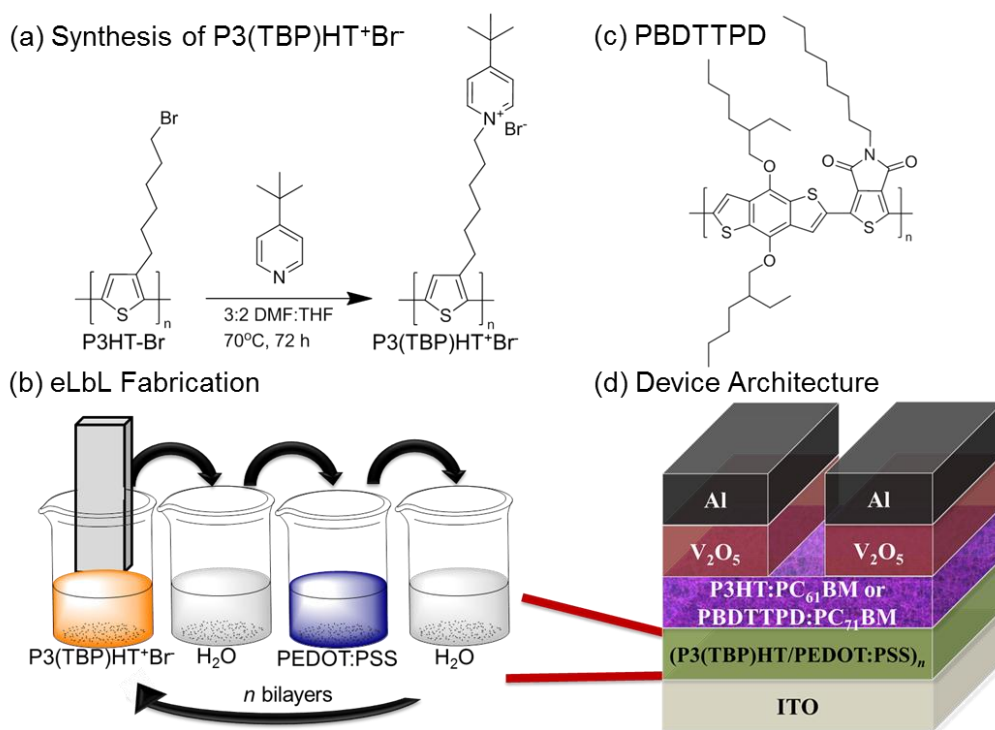 (a) Synthesis of P3(TBP)HT⁺Br⁻
Br
N⁺
Br⁻
N
S
n
P3HT-Br
3:2 DMF:THF
70°C, 72 h
S
n
P3(TBP)HT⁺Br⁻
(c) PBDTTPD
O
N
O
O
S
S
S
n
O
(b) eLbL Fabrication
P3(TBP)HT⁺Br⁻
H₂O
PEDOT:PSS
H₂O
n bilayers
(d) Device Architecture
Al
Al
V₂O₅
V₂O₅
P3HT:PC₆₁BM or
PBDTTPD:PC₇₁BM
(P3(TBP)HT/PEDOT:PSS)ₙ
ITO